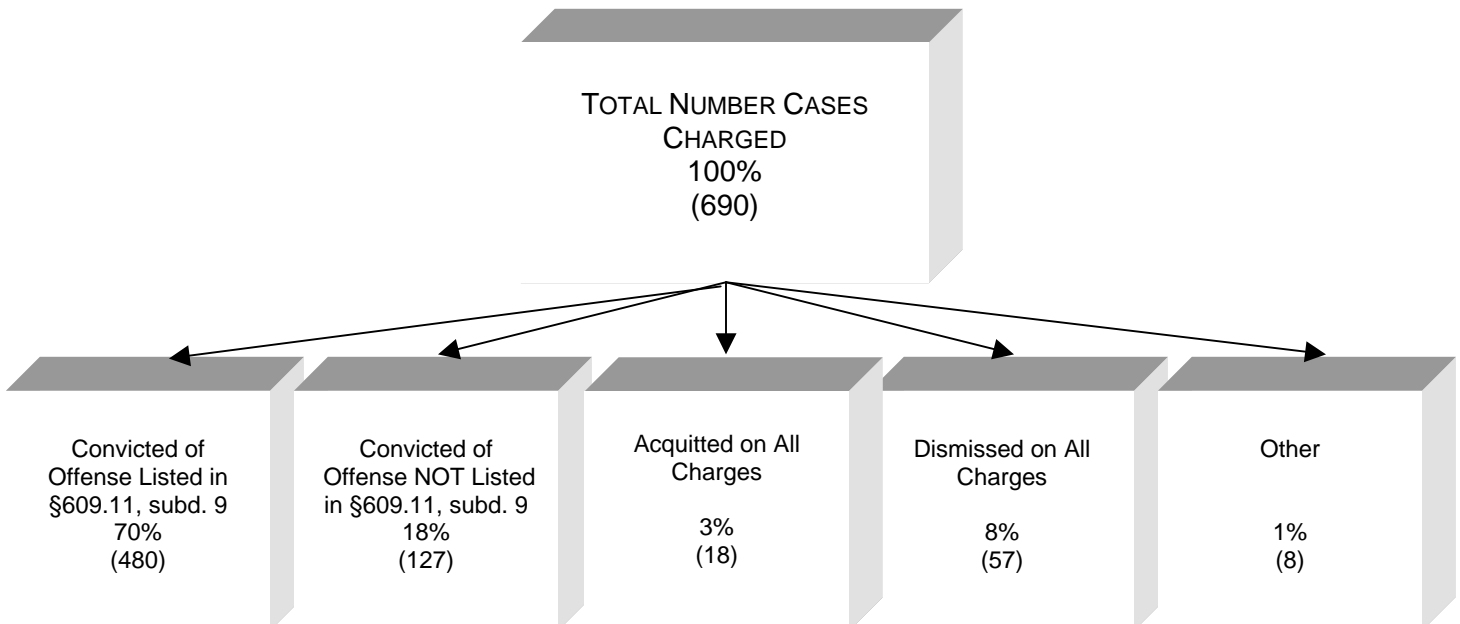 TOTAL NUMBER CASES
CHARGED
100%
(690)
Convicted of
Offense Listed in
§609.11, subd. 9
70%
(480)
Convicted of
Offense NOT Listed
in §609.11, subd. 9
18%
(127)
Acquitted on All
Charges
3%
(18)
Dismissed on All
Charges
8%
(57)
Other
1%
(8)